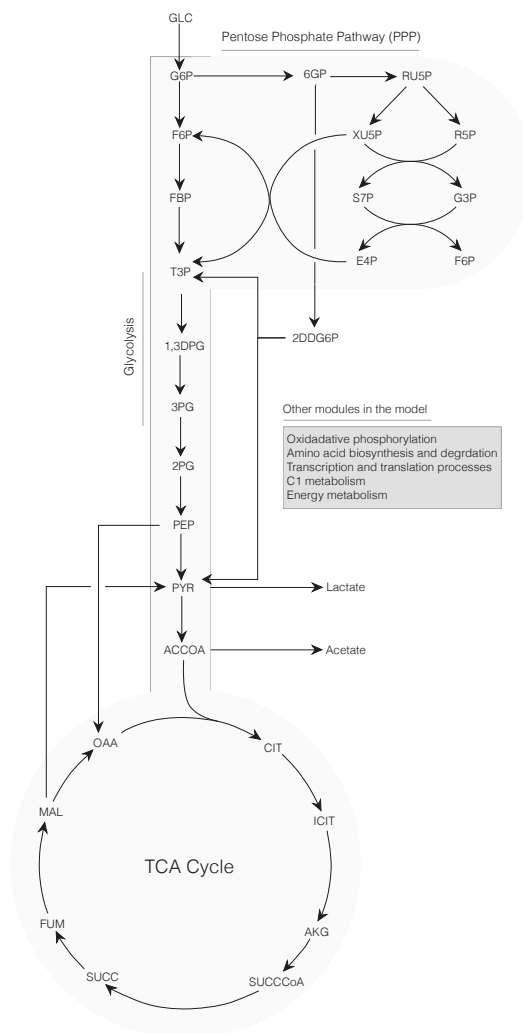 GLC
Pentose Phosphate Pathway (PPP)
G6P
6GP
RU5P
F6P
XU5P
R5P
FBP
S7P
G3P
T3P
E4P
F6P
Glycolysis
1,3DPG
2DDG6P
3PG
Other modules in the model
Oxidadative phosphorylation
Amino acid biosynthesis and degrdation
Transcription and translation processes
C1 metabolism
Energy metabolism
2PG
PEP
PYR
Lactate
ACCOA
Acetate
OAA
CIT
MAL
ICIT
TCA Cycle
FUM
AKG
SUCC
SUCCCoA